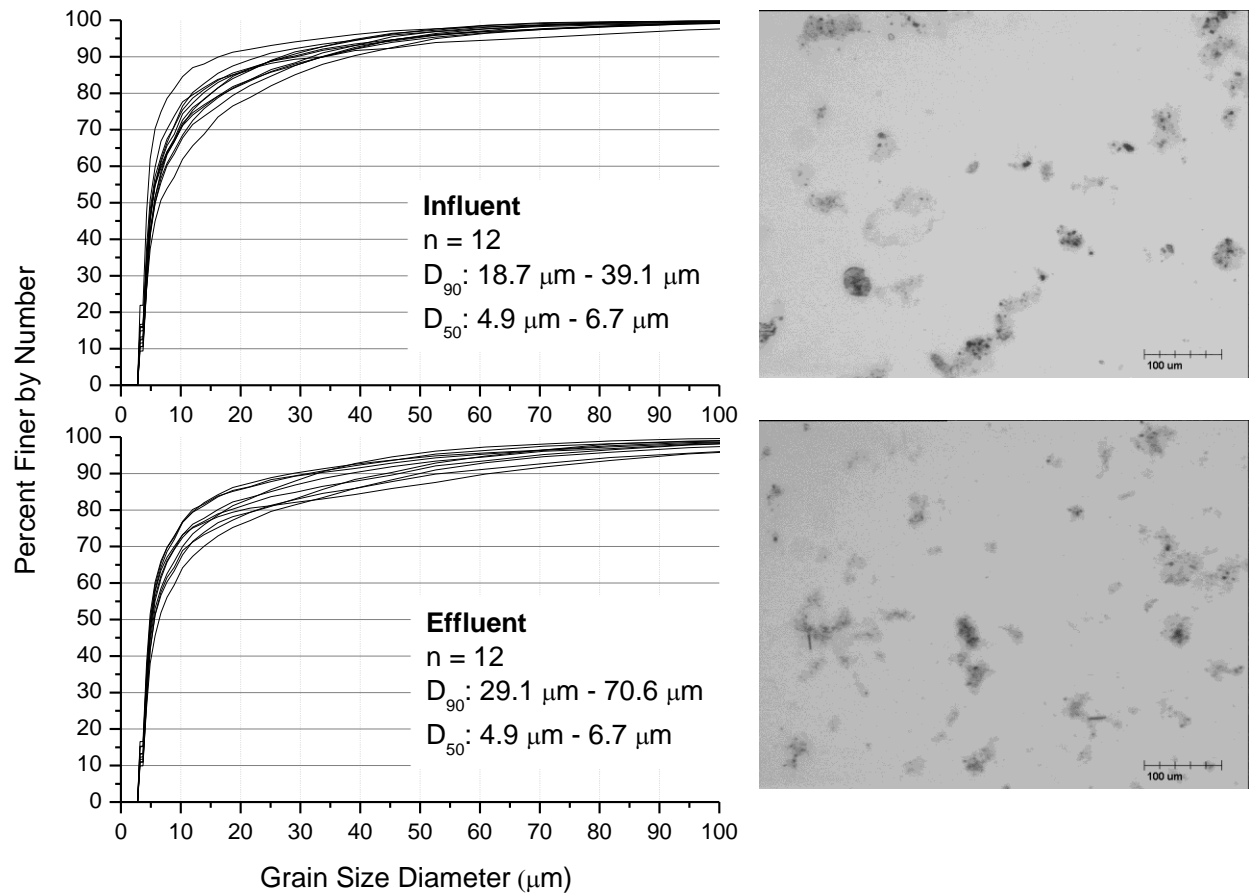 Percent Finer by Number
100
90
80
70
60
50
40
30
20
10
0
Influent
n = 12
D90: 18.7 μm - 39.1 μm
D50: 4.9 μm - 6.7 μm
0 10 20 30 40 50 60 70 80 90 100
100 um
100
90
80
70
60
50
40
30
20
10
0
Effluent
n = 12
D90: 29.1 μm - 70.6 μm
D50: 4.9 μm - 6.7 μm
0 10 20 30 40 50 60 70 80 90 100
100 um
Grain Size Diameter (μm)